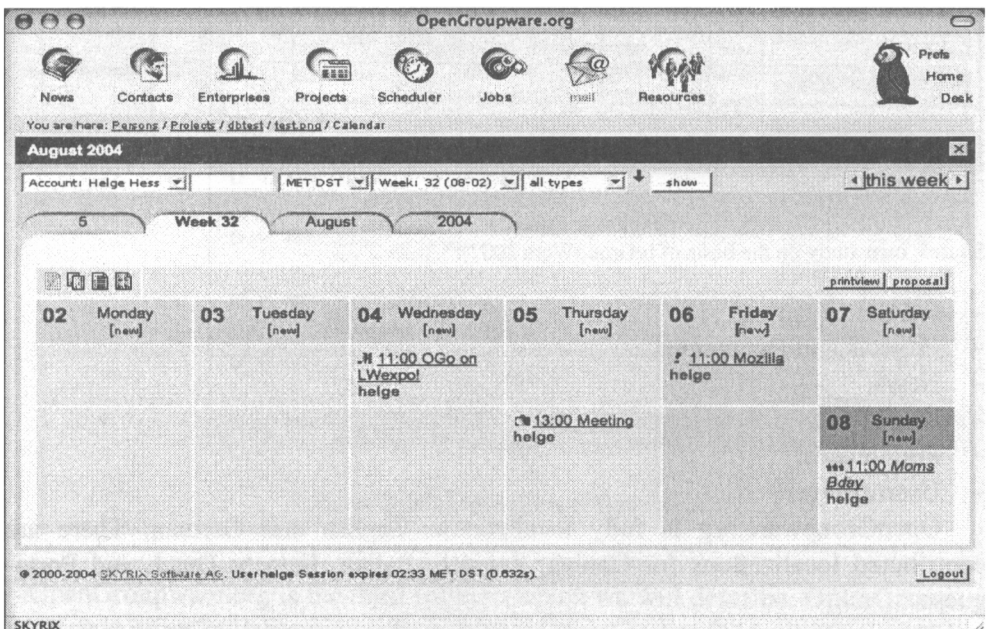 OpenGroupware.org
News Contacts Enterprises Projects Scheduler Jobs mail Resources
Prefs
Home
Desk
You are here: Persons / Projects / dbtest / test.png / Calendar
August 2004
Account: Helge Hess MET DST Week: 32 (08-02) all types show this week
5 Week 32 August 2004
printview proposal
02 Monday [new]
03 Tuesday [new]
04 Wednesday [new]
05 Thursday [new]
06 Friday [new]
07 Saturday [new]
11:00 OGo on
LWexpo!
helge
13:00 Meeting
helge
11:00 Mozilla
helge
08 Sunday [new]
11:00 Moms
Bday
helge
© 2000-2004 SKYRIX Software AG. User helge Session expires 02:33 MET DST (0.632s). Logout
SKYRIX